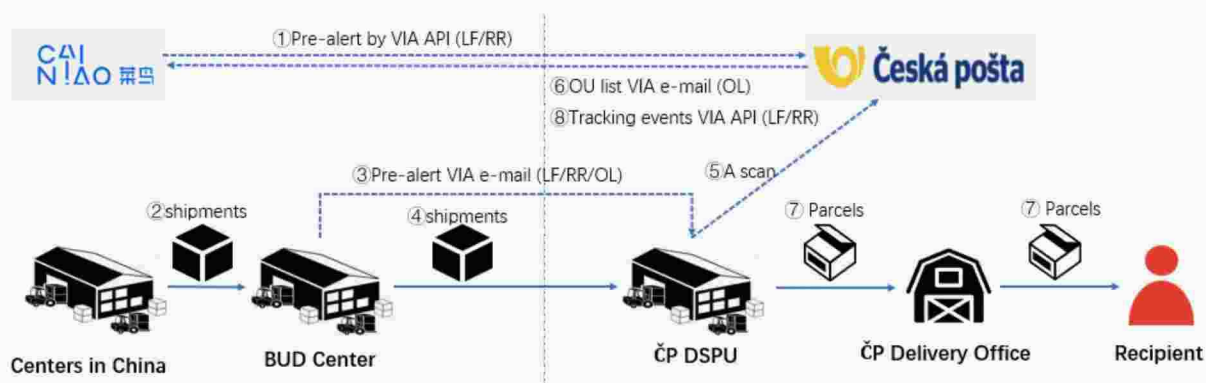 ①Pre-alert by VIA API (LF/RR)
CAI
NIAO 菜鸟
Česká pošta
⑥OU list VIA e-mail (OL)
⑧Tracking events VIA API (LF/RR)
③Pre-alert VIA e-mail (LF/RR/OL)
⑤A scan
②shipments
④shipments
⑦ Parcels
⑦ Parcels
Centers in China
BUD Center
ČP DSPU
ČP Delivery Office
Recipient